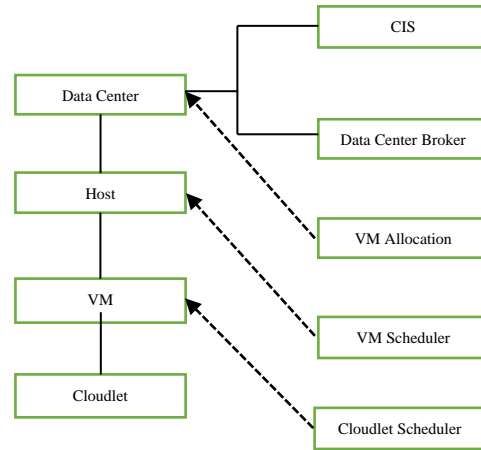 CIS
Data Center
Data Center Broker
Host
VM Allocation
VM
VM Scheduler
Cloudlet
Cloudlet Scheduler